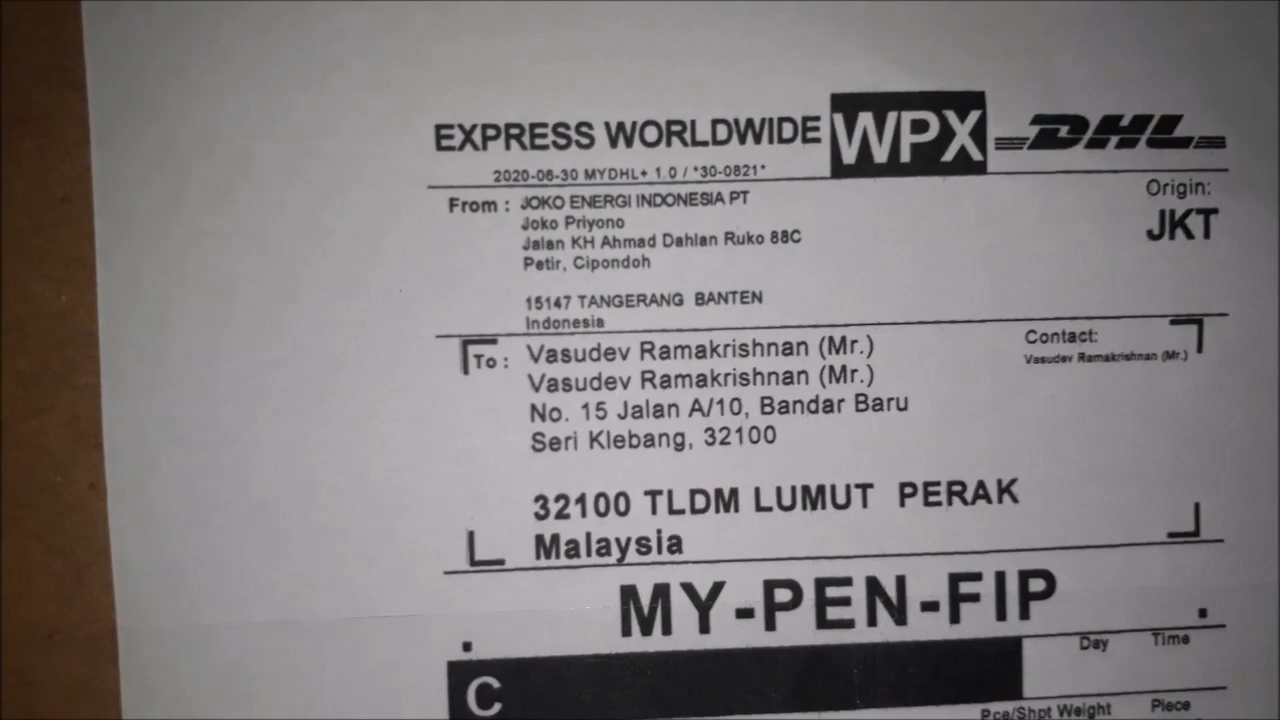 EXPRESS WORLDWIDE WPX DHL
2020-06-30 MYDHL+ 1.0 / *30-0821*
From : JOKO ENERGI INDONESIA PT
Joko Priyono
Jalan KH Ahmad Dahlan Ruko 88C
Petir, Cipondoh
15147 TANGERANG BANTEN
Indonesia
Origin:
JKT
To : Vasudev Ramakrishnan (Mr.)
Vasudev Ramakrishnan (Mr.)
No. 15 Jalan A/10, Bandar Baru
Seri Klebang, 32100
32100 TLDM LUMUT PERAK
Malaysia
Contact:
Vasudev Ramakrishnan (Mr.)
MY-PEN-FIP
C
Day Time
Pce/Shpt Weight Piece